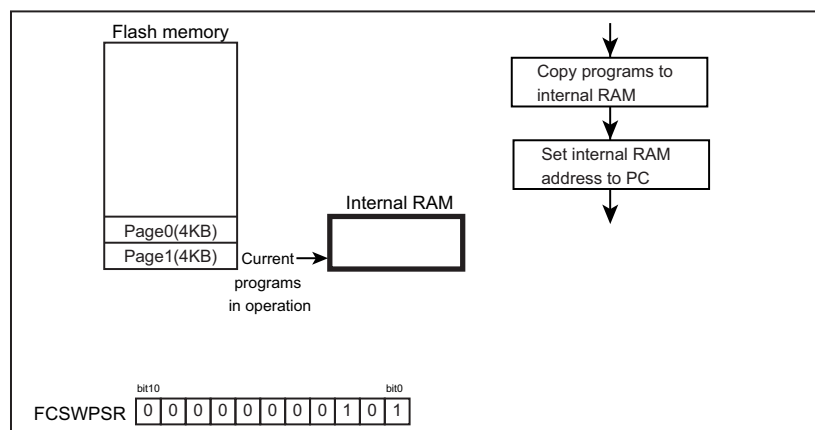 Flash memory
Page0(4KB)
Page1(4KB)
Internal RAM
Current
programs
in operation
Copy programs to
internal RAM
Set internal RAM
address to PC
bit10 bit0
FCSWPSR 0 0 0 0 0 0 0 0 1 0 1